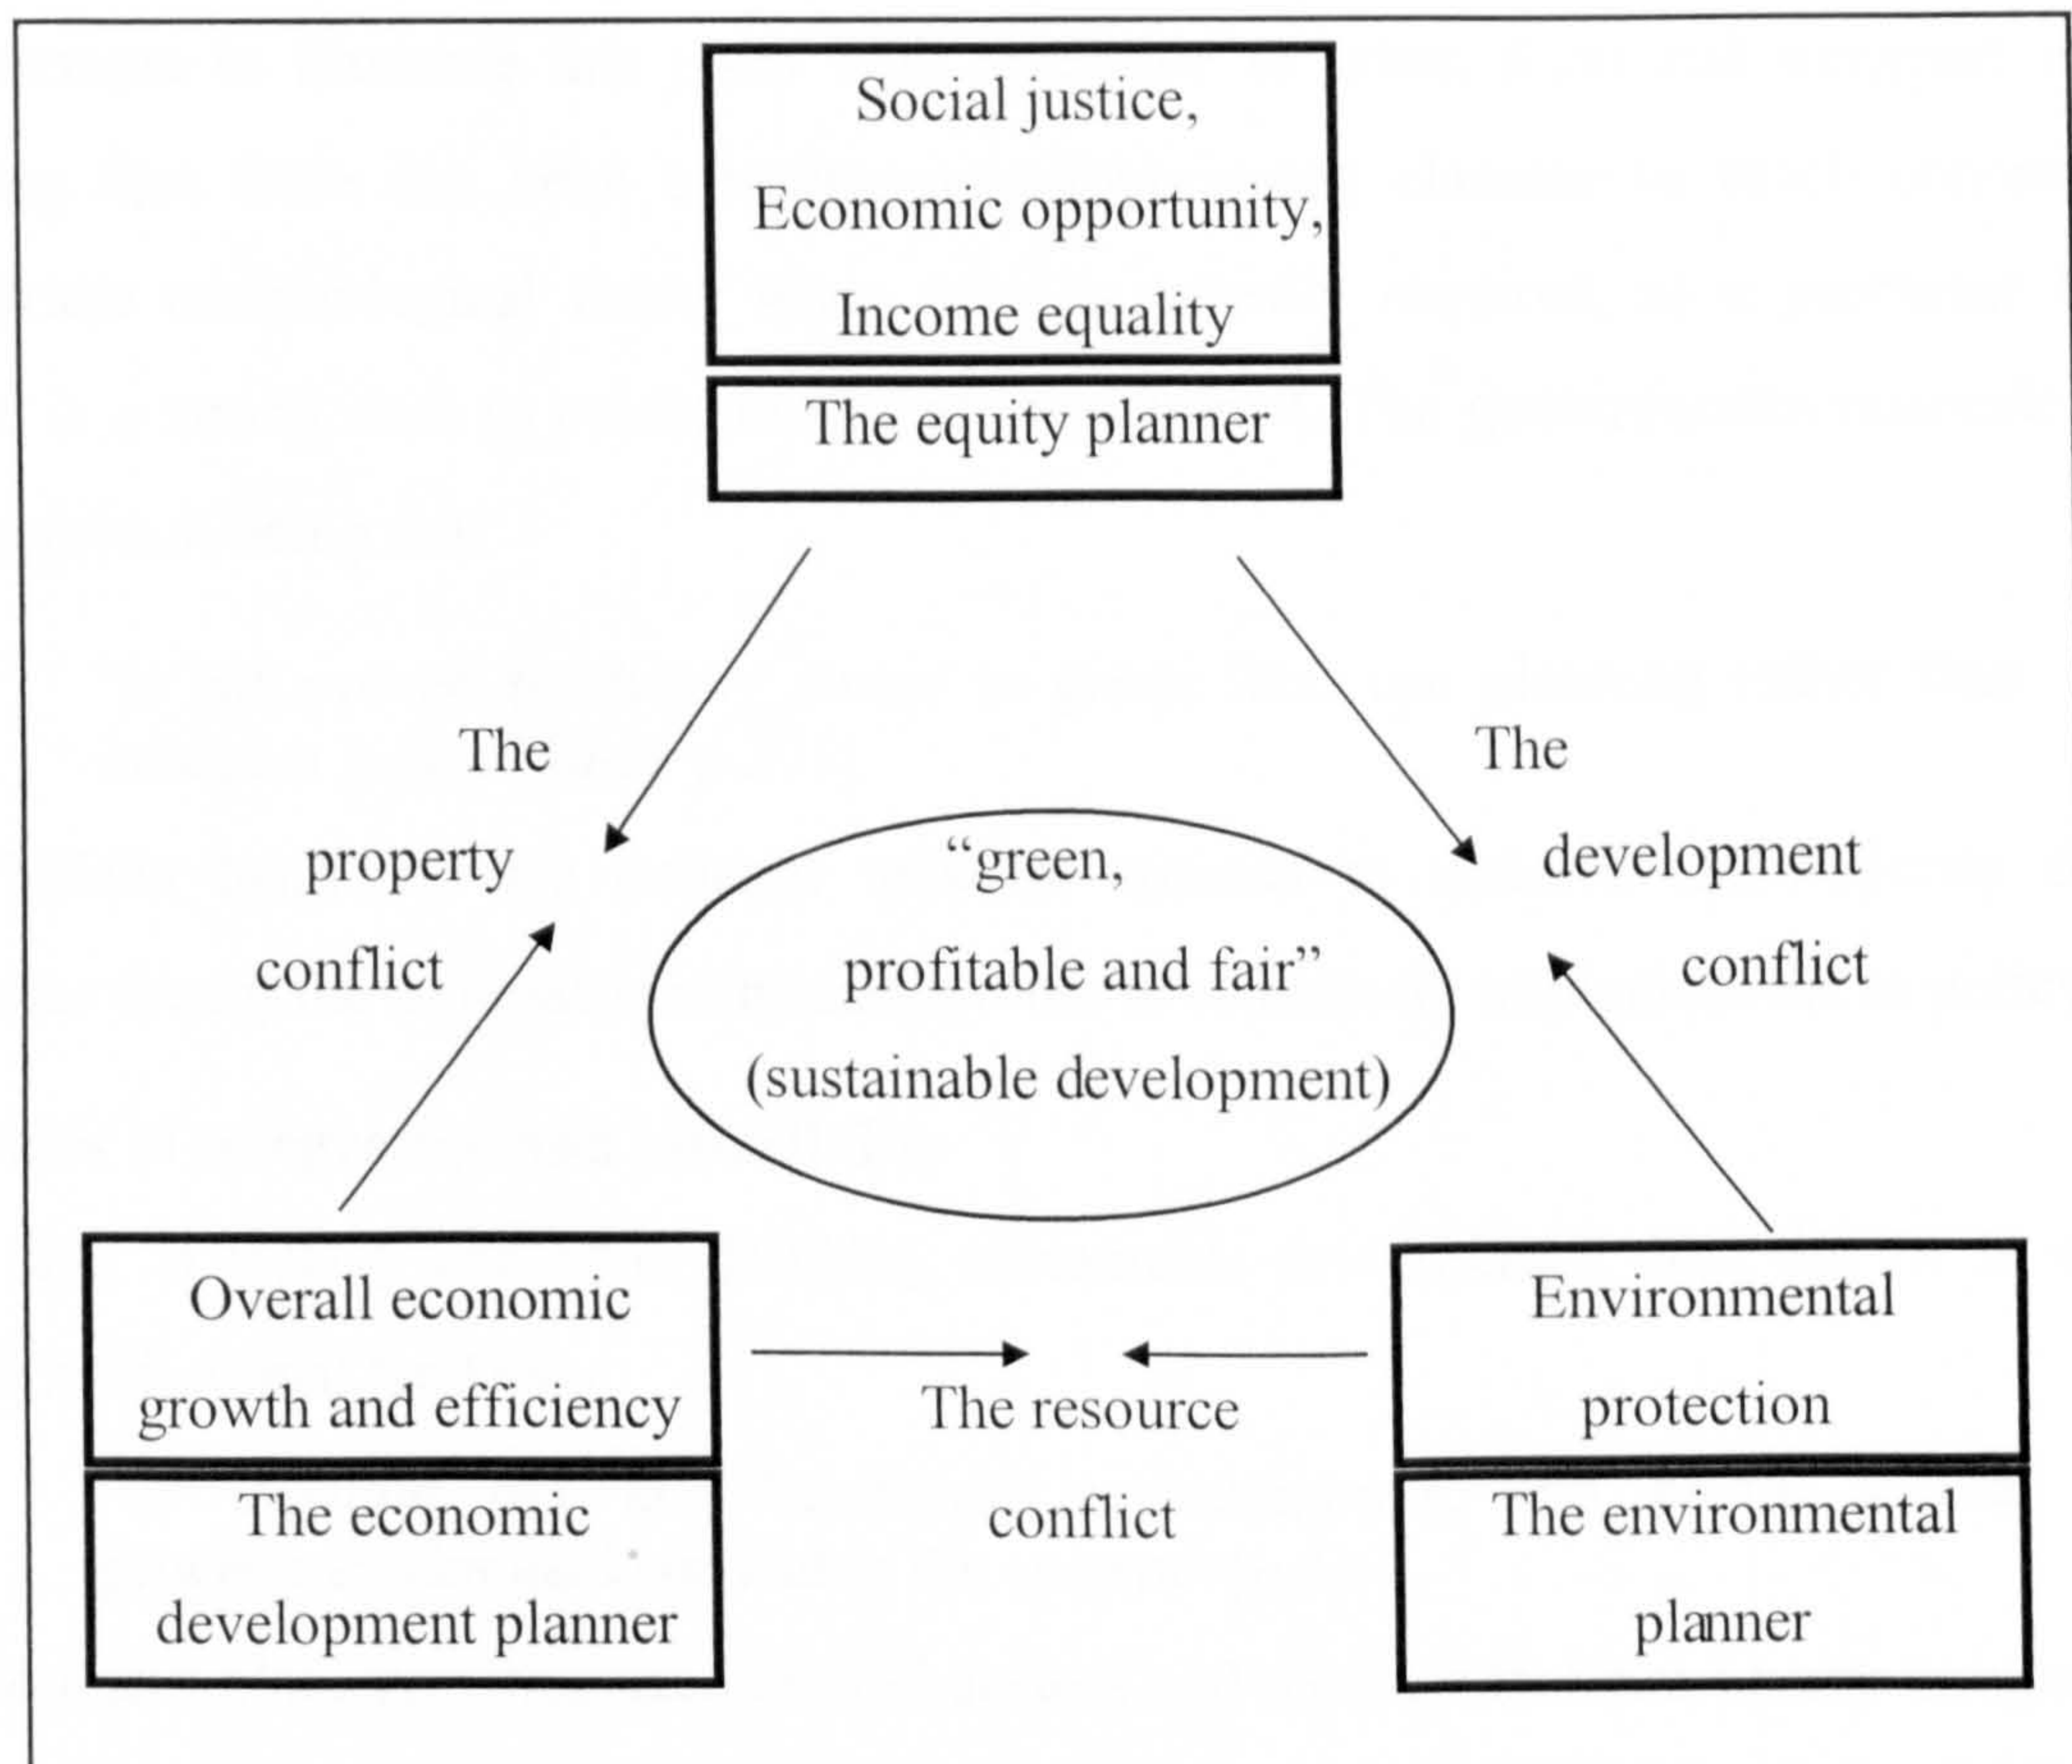 Social justice,
Economic opportunity,
Income equality
The equity planner
The
property
conflict
The
development
conflict
“green,
profitable and fair”
(sustainable development)
Overall economic
growth and efficiency
The economic
development planner
The resource
conflict
Environmental
protection
The environmental
planner